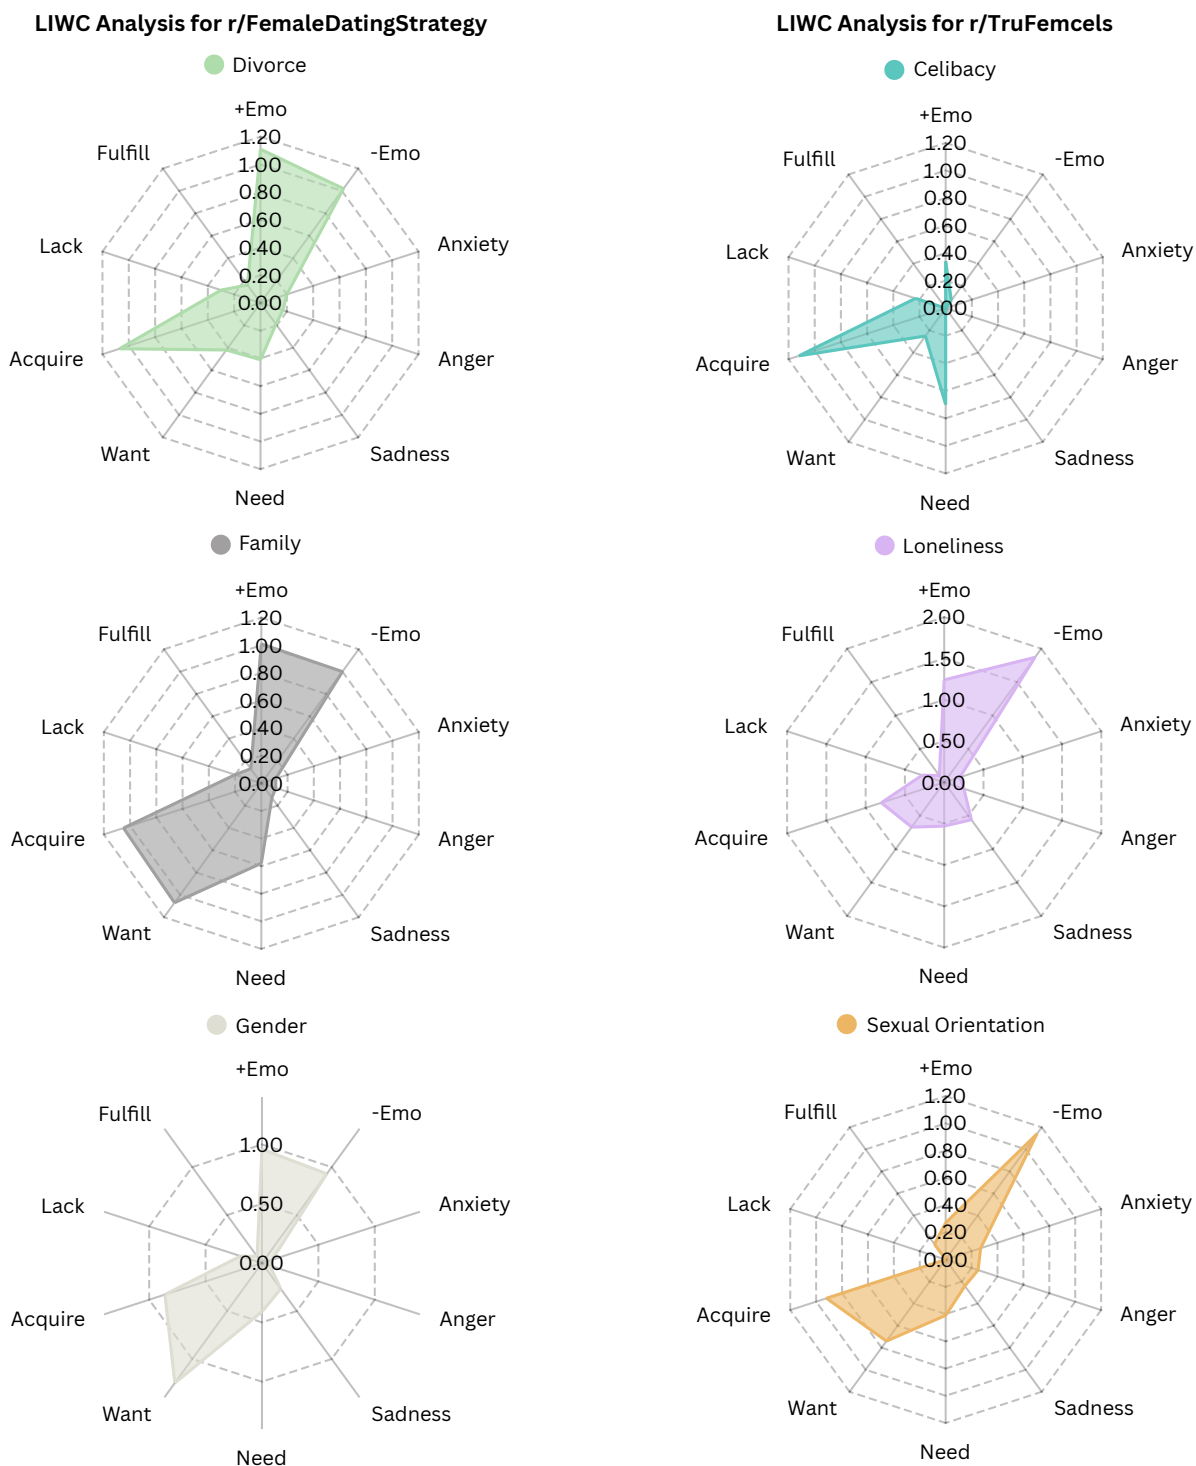 LIWC Analysis for r/FemaleDatingStrategy
Divorce
+Emo
-Emo
Anxiety
Anger
Sadness
Need
Want
Acquire
Lack
Fulfill
1.20
1.00
0.80
0.60
0.40
0.20
0.00
Family
+Emo
-Emo
Anxiety
Anger
Sadness
Need
Want
Acquire
Lack
Fulfill
1.20
1.00
0.80
0.60
0.40
0.20
0.00
Gender
+Emo
-Emo
Anxiety
Anger
Sadness
Need
Want
Acquire
Lack
Fulfill
1.00
0.50
0.00
LIWC Analysis for r/TruFemcels
Celibacy
+Emo
-Emo
Anxiety
Anger
Sadness
Need
Want
Acquire
Lack
Fulfill
1.20
1.00
0.80
0.60
0.40
0.20
0.00
Loneliness
+Emo
-Emo
Anxiety
Anger
Sadness
Need
Want
Acquire
Lack
Fulfill
2.00
1.50
1.00
0.50
0.00
Sexual Orientation
+Emo
-Emo
Anxiety
Anger
Sadness
Need
Want
Acquire
Lack
Fulfill
1.20
1.00
0.80
0.60
0.40
0.20
0.00